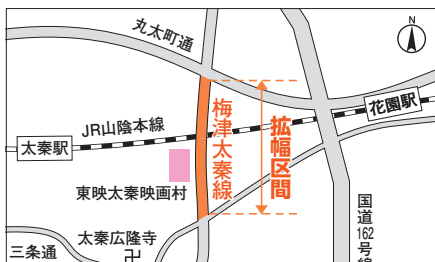 丸太町通
N
花園駅
JR山陰本線
太秦駅
梅津太秦線
拡幅区間
東映太秦映画村
太秦広隆寺
三条通
国道162号線